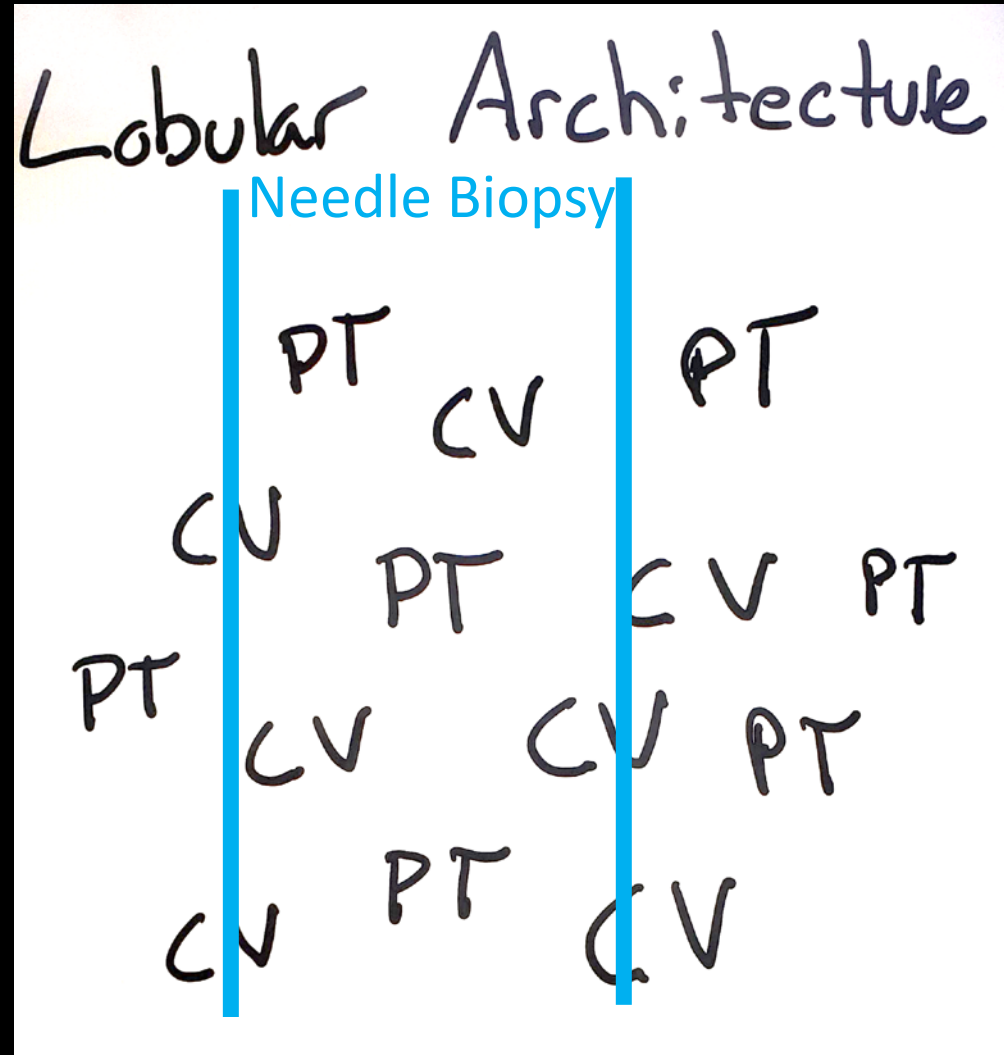 Lobular Architecture
Needle Biopsy
PT PT
CV
CV
PT CV PT
PT
CV CV PT
PT
CV CV